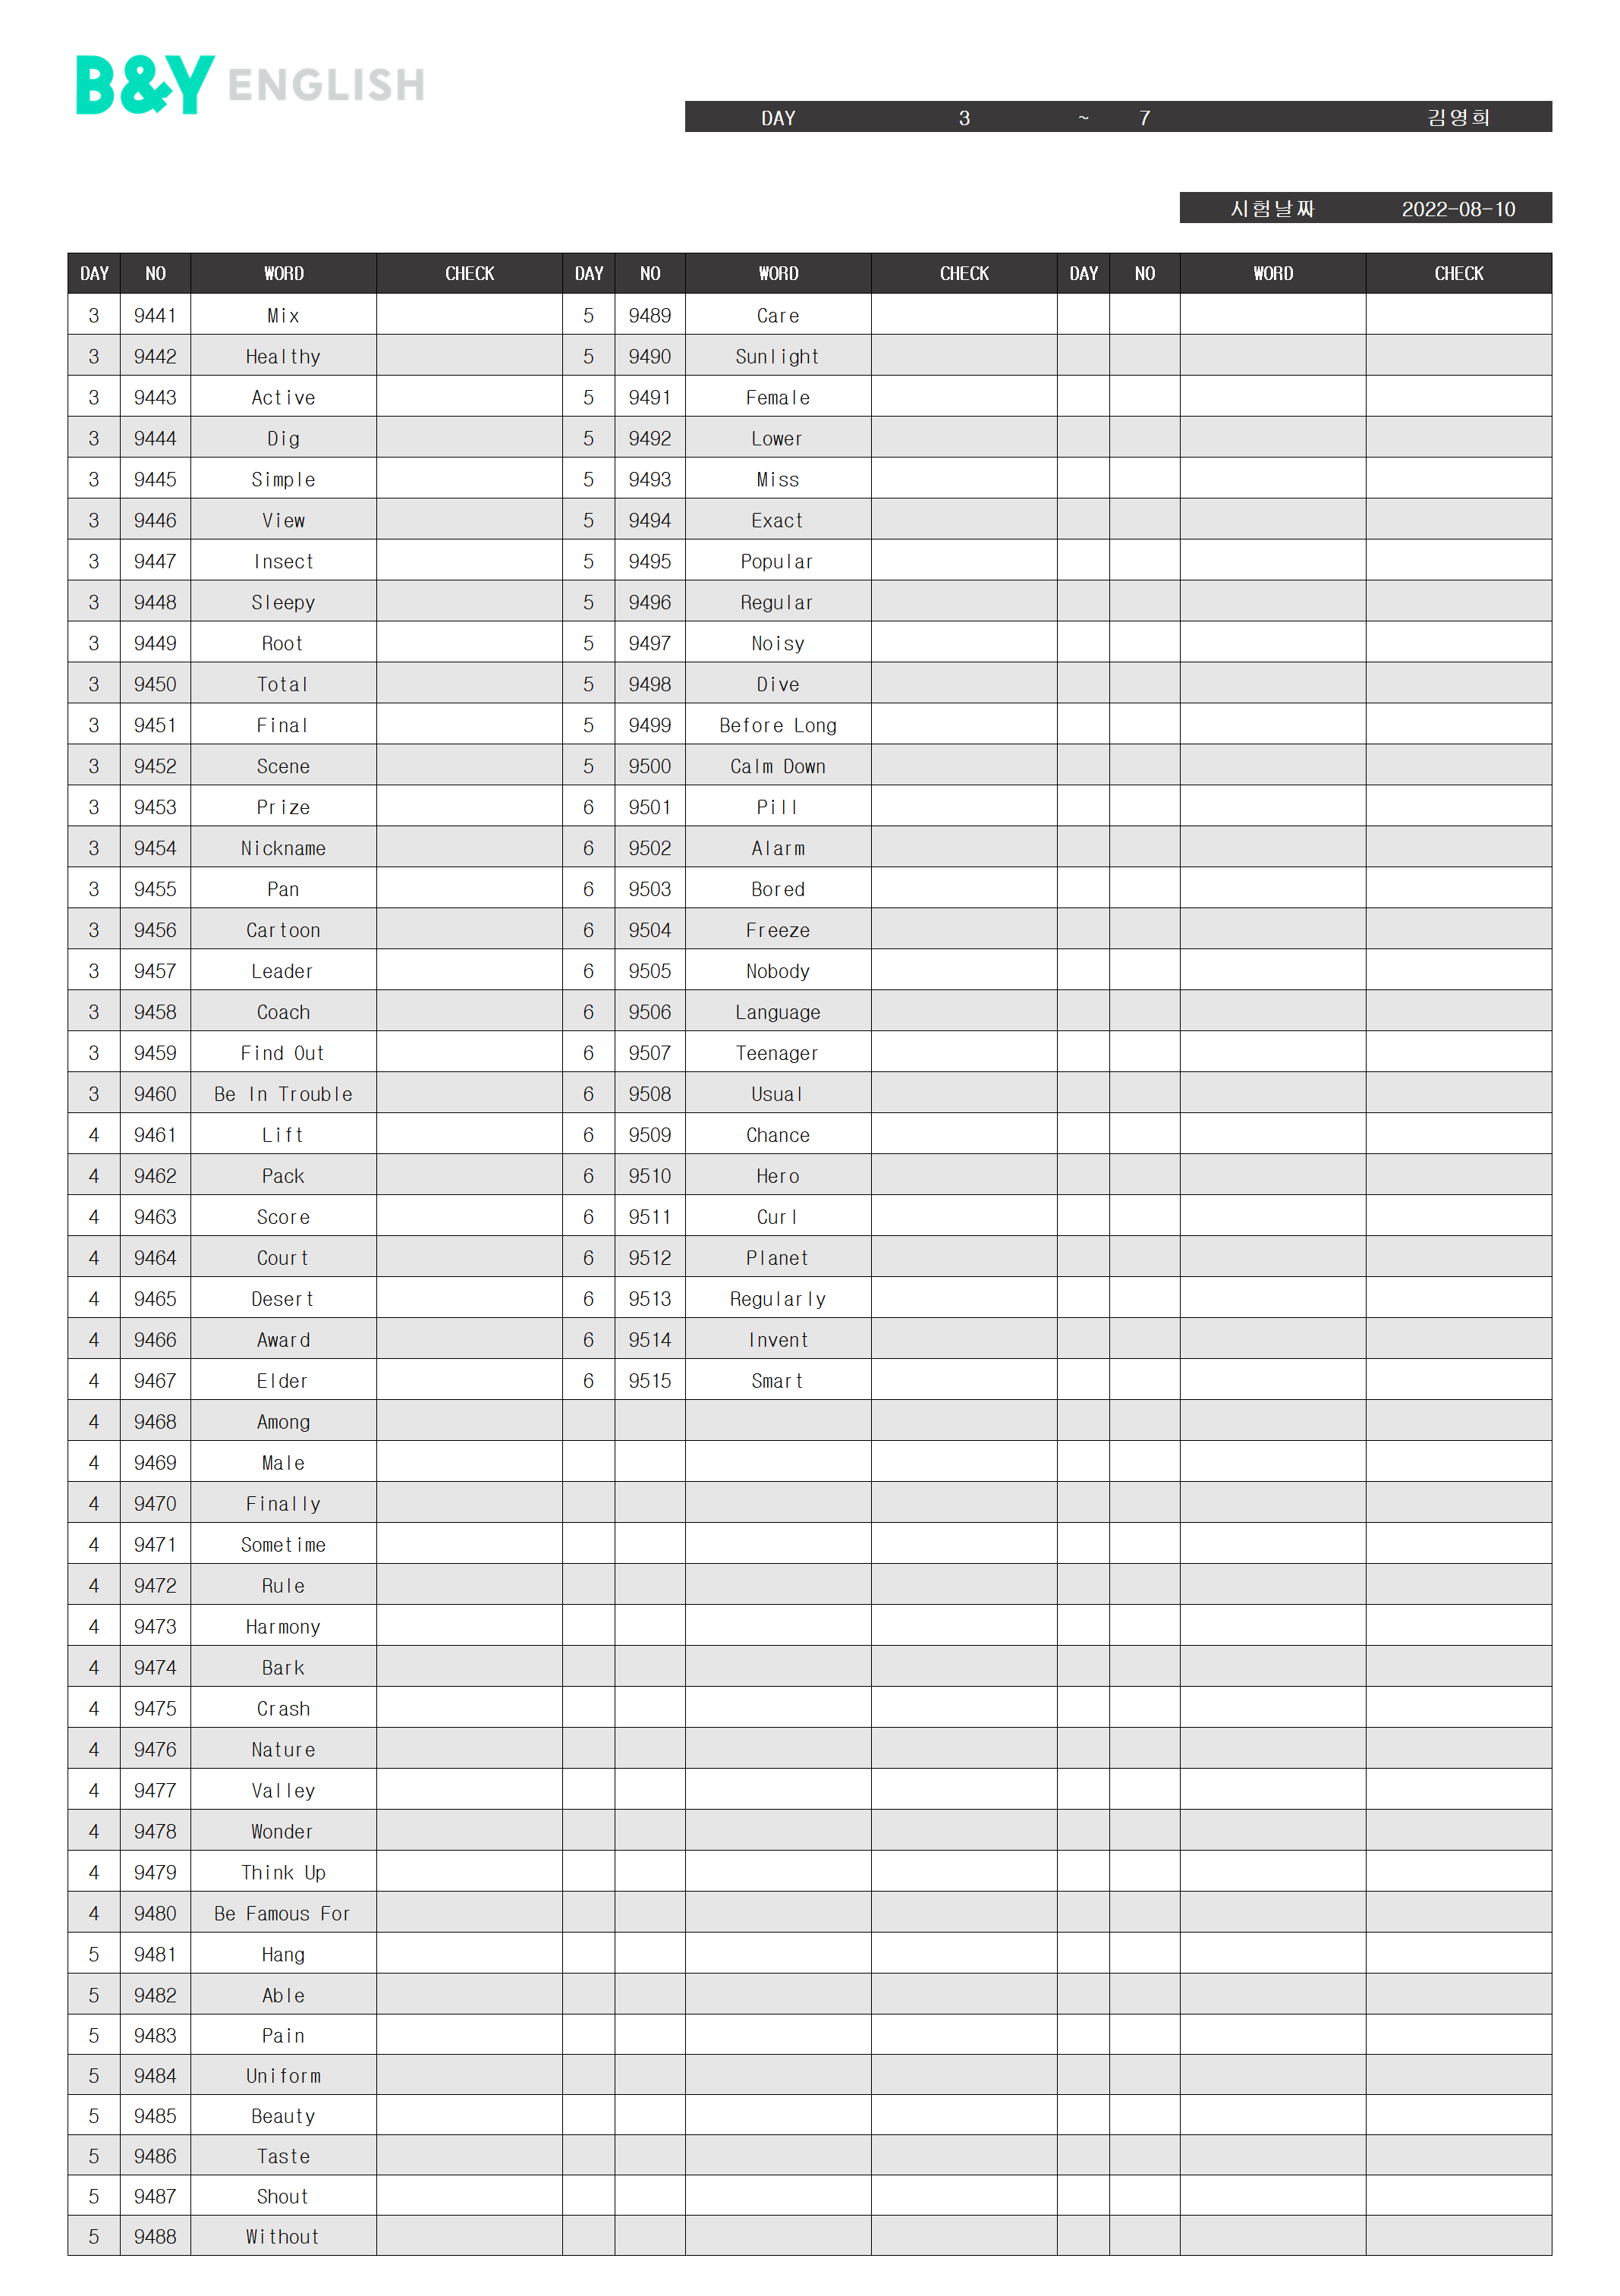 B&Y ENGLISH
DAY 3 ~ 7 김영희
시험날짜 2022-08-10
DAY NO WORD CHECK DAY NO WORD CHECK DAY NO WORD CHECK
3 9441 Mix 5 9489 Care
3 9442 Healthy 5 9490 Sunlight
3 9443 Active 5 9491 Female
3 9444 Dig 5 9492 Lower
3 9445 Simple 5 9493 Miss
3 9446 View 5 9494 Exact
3 9447 Insect 5 9495 Popular
3 9448 Sleepy 5 9496 Regular
3 9449 Root 5 9497 Noisy
3 9450 Total 5 9498 Dive
3 9451 Final 5 9499 Before Long
3 9452 Scene 5 9500 Calm Down
3 9453 Prize 6 9501 Pill
3 9454 Nickname 6 9502 Alarm
3 9455 Pan 6 9503 Bored
3 9456 Cartoon 6 9504 Freeze
3 9457 Leader 6 9505 Nobody
3 9458 Coach 6 9506 Language
3 9459 Find Out 6 9507 Teenager
3 9460 Be In Trouble 6 9508 Usual
4 9461 Lift 6 9509 Chance
4 9462 Pack 6 9510 Hero
4 9463 Score 6 9511 Curl
4 9464 Court 6 9512 Planet
4 9465 Desert 6 9513 Regularly
4 9466 Award 6 9514 Invent
4 9467 Elder 6 9515 Smart
4 9468 Among
4 9469 Male
4 9470 Finally
4 9471 Sometime
4 9472 Rule
4 9473 Harmony
4 9474 Bark
4 9475 Crash
4 9476 Nature
4 9477 Valley
4 9478 Wonder
4 9479 Think Up
4 9480 Be Famous For
5 9481 Hang
5 9482 Able
5 9483 Pain
5 9484 Uniform
5 9485 Beauty
5 9486 Taste
5 9487 Shout
5 9488 Without